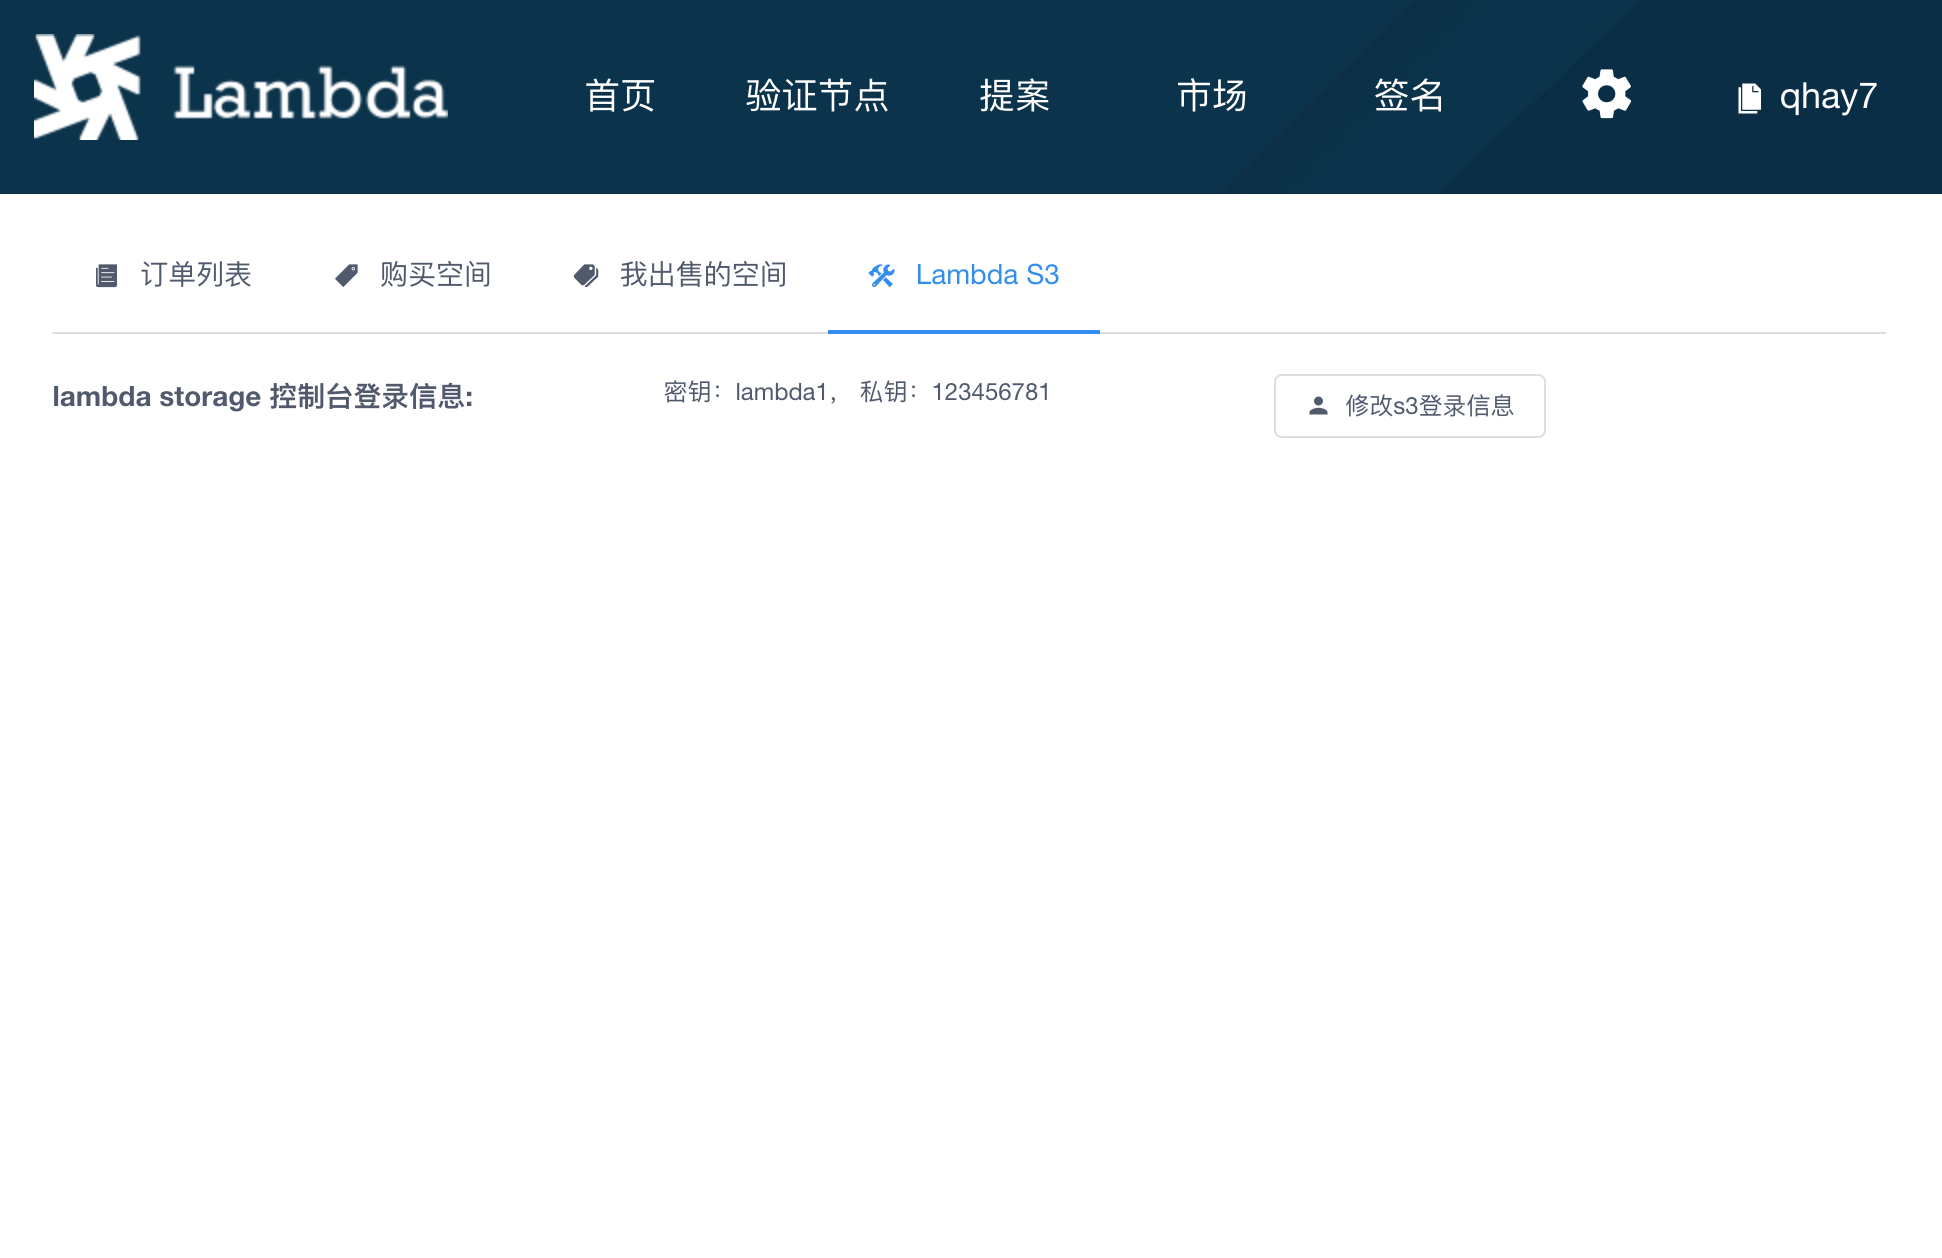 Lambda 首页 验证节点 提案 市场 签名 qhay7
订单列表 购买空间 我出售的空间 Lambda S3
lambda storage 控制台登录信息: 密钥：lambda1， 私钥：123456781 修改s3登录信息